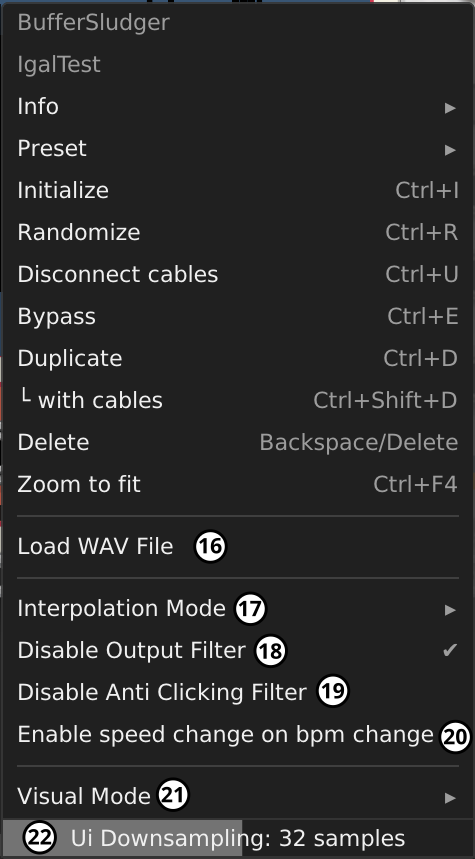 BufferSludger
IgalTest
Info ▸
Preset ▸
Initialize Ctrl+I
Randomize Ctrl+R
Disconnect cables Ctrl+U
Bypass Ctrl+E
Duplicate Ctrl+D
└ with cables Ctrl+Shift+D
Delete Backspace/Delete
Zoom to fit Ctrl+F4
Load WAV File 16
Interpolation Mode 17 ▸
Disable Output Filter 18 ✔
Disable Anti Clicking Filter 19
Enable speed change on bpm change 20
Visual Mode 21 ▸
22 Ui Downsampling: 32 samples